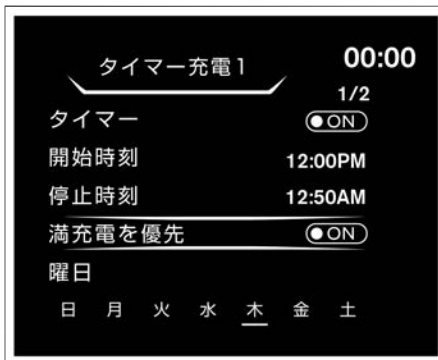 タイマー充電1 00:00
1/2
タイマー ON
開始時刻 12:00PM
停止時刻 12:50AM
満充電を優先 ON
曜日
日 月 火 水 木 金 土